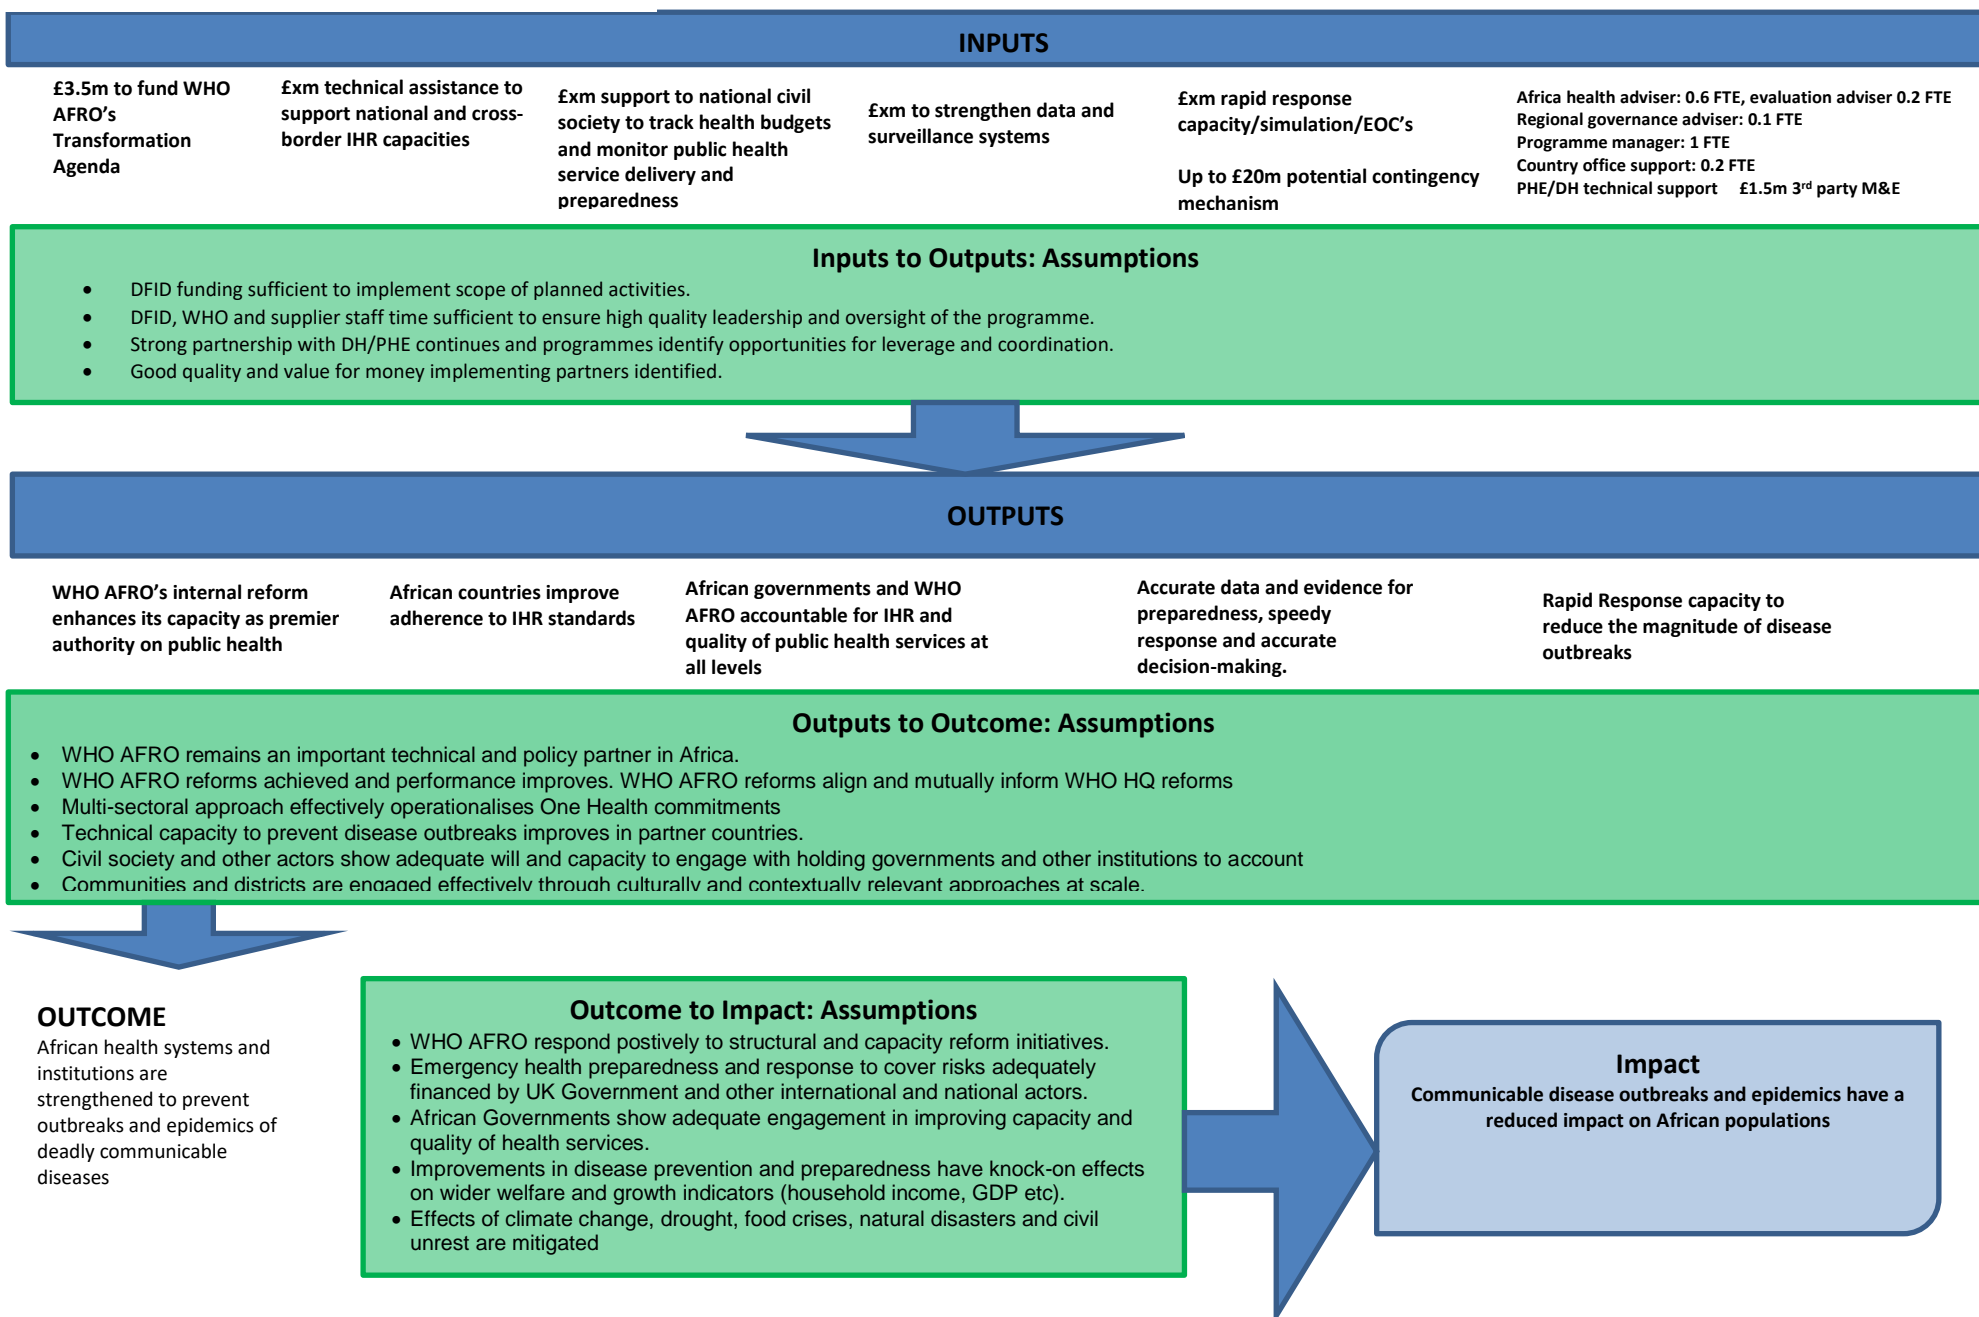 INPUTS
£3.5m to fund WHO
AFRO’s
Transformation
Agenda
£xm technical assistance to
support national and cross-
border IHR capacities
£xm support to national civil
society to track health budgets
and monitor public health
service delivery and
preparedness
£xm to strengthen data and
surveillance systems
£xm rapid response
capacity/simulation/EOC’s
Up to £20m potential contingency
mechanism
Africa health adviser: 0.6 FTE, evaluation adviser 0.2 FTE
Regional governance adviser: 0.1 FTE
Programme manager: 1 FTE
Country office support: 0.2 FTE
PHE/DH technical support £1.5m 3rd party M&E
Inputs to Outputs: Assumptions
• DFID funding sufficient to implement scope of planned activities.
• DFID, WHO and supplier staff time sufficient to ensure high quality leadership and oversight of the programme.
• Strong partnership with DH/PHE continues and programmes identify opportunities for leverage and coordination.
• Good quality and value for money implementing partners identified.
OUTPUTS
WHO AFRO’s internal reform
enhances its capacity as premier
authority on public health
African countries improve
adherence to IHR standards
African governments and WHO
AFRO accountable for IHR and
quality of public health services at
all levels
Accurate data and evidence for
preparedness, speedy
response and accurate
decision-making.
Rapid Response capacity to
reduce the magnitude of disease
outbreaks
Outputs to Outcome: Assumptions
• WHO AFRO remains an important technical and policy partner in Africa.
• WHO AFRO reforms achieved and performance improves. WHO AFRO reforms align and mutually inform WHO HQ reforms
• Multi-sectoral approach effectively operationalises One Health commitments
• Technical capacity to prevent disease outbreaks improves in partner countries.
• Civil society and other actors show adequate will and capacity to engage with holding governments and other institutions to account
• Communities and districts are engaged effectively through culturally and contextually relevant approaches at scale.
OUTCOME
African health systems and
institutions are
strengthened to prevent
outbreaks and epidemics of
deadly communicable
diseases
Outcome to Impact: Assumptions
• WHO AFRO respond postively to structural and capacity reform initiatives.
• Emergency health preparedness and response to cover risks adequately
financed by UK Government and other international and national actors.
• African Governments show adequate engagement in improving capacity and
quality of health services.
• Improvements in disease prevention and preparedness have knock-on effects
on wider welfare and growth indicators (household income, GDP etc).
• Effects of climate change, drought, food crises, natural disasters and civil
unrest are mitigated
Impact
Communicable disease outbreaks and epidemics have a
reduced impact on African populations